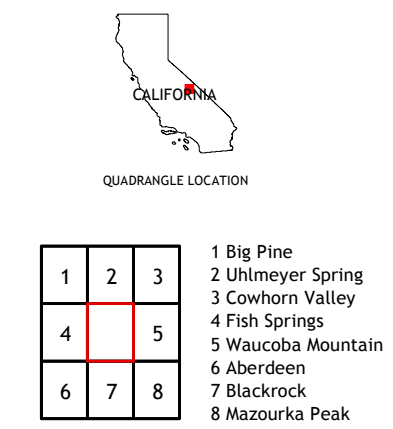 CALIFORNIA
QUADRANGLE LOCATION
1 2 3
4 5
6 7 8
1 Big Pine
2 Uhlmeyer Spring
3 Cowhorn Valley
4 Fish Springs
5 Waucoba Mountain
6 Aberdeen
7 Blackrock
8 Mazourka Peak